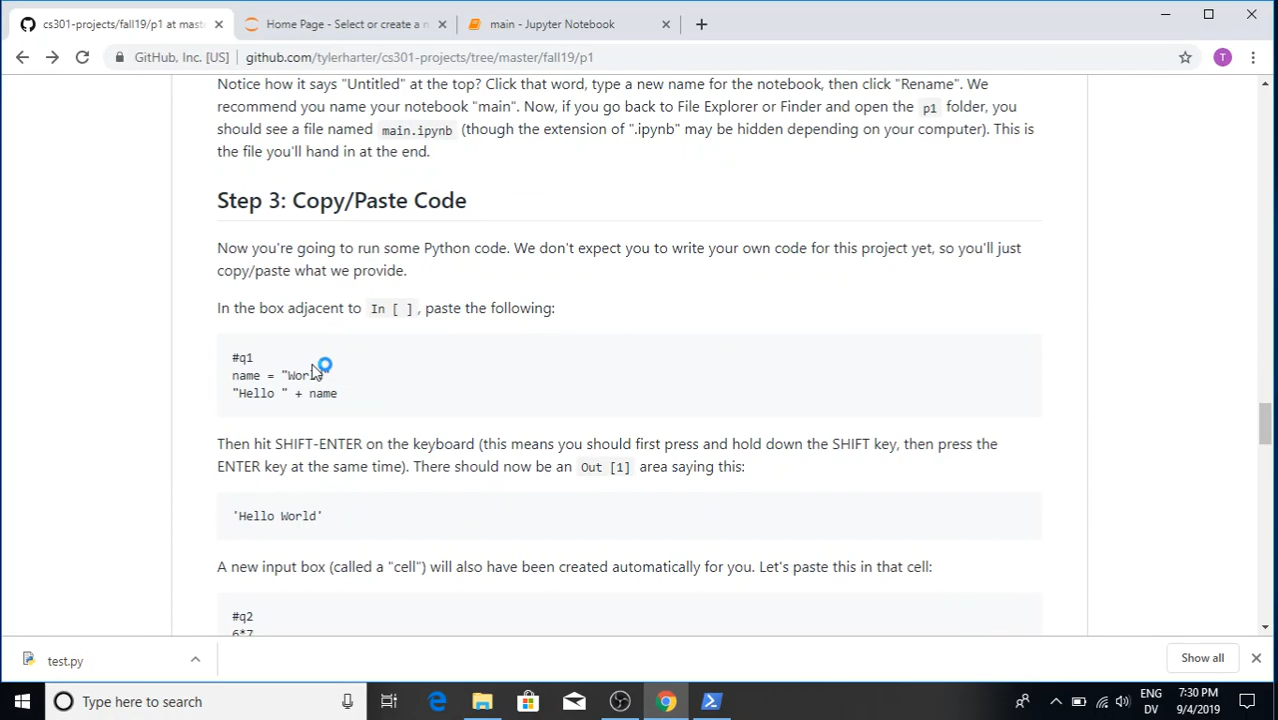 cs301-projects/fall19/p1 at mast
Home Page - Select or create a n
main - Jupyter Notebook
GitHub, Inc. [US]
github.com/tylerharter/cs301-projects/tree/master/fall19/p1
T
Notice how it says "Untitled" at the top? Click that word, type a new name for the notebook, then click "Rename". We
recommend you name your notebook "main". Now, if you go back to File Explorer or Finder and open the p1 folder, you
should see a file named main.ipynb (though the extension of ".ipynb" may be hidden depending on your computer). This is
the file you'll hand in at the end.
Step 3: Copy/Paste Code
Now you're going to run some Python code. We don't expect you to write your own code for this project yet, so you'll just
copy/paste what we provide.
In the box adjacent to In [ ] , paste the following:
#q1
name = "World"
"Hello " + name
Then hit SHIFT-ENTER on the keyboard (this means you should first press and hold down the SHIFT key, then press the
ENTER key at the same time). There should now be an Out [1] area saying this:
'Hello World'
A new input box (called a "cell") will also have been created automatically for you. Let's paste this in that cell:
#q2
6*7
test.py
Show all
Type here to search
ENG
DV
7:30 PM
9/4/2019